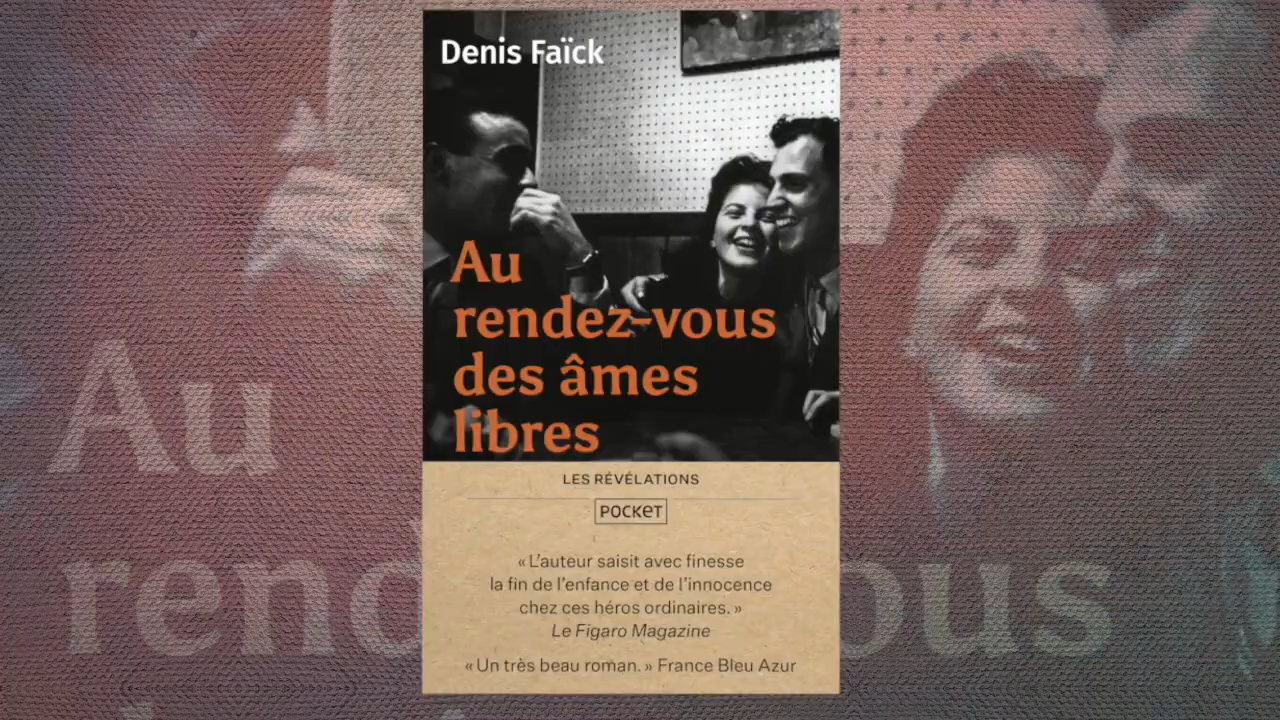 Denis Faïck
Au
rendez-vous
des âmes
libres
LES RÉVÉLATIONS
POCKET
« L'auteur saisit avec finesse
la fin de l'enfance et de l'innocence
chez ces héros ordinaires. »
Le Figaro Magazine
« Un très beau roman. » France Bleu Azur
Au
rend
ous